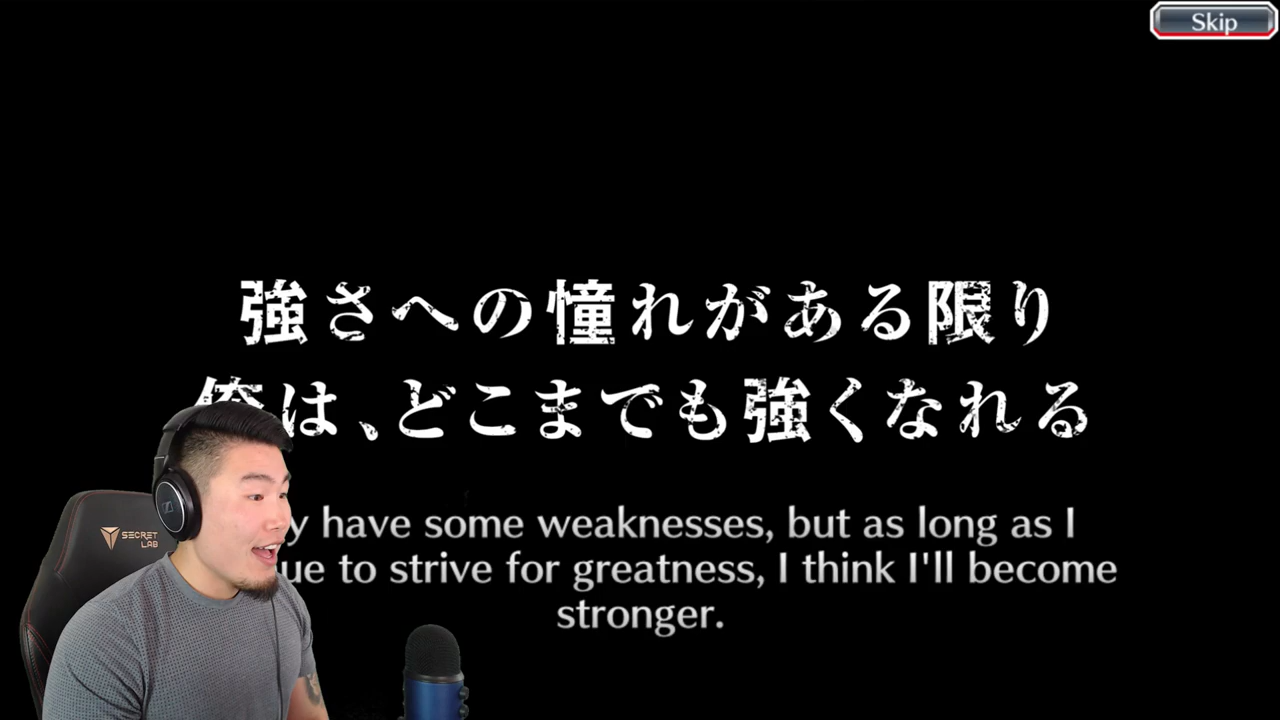 Skip
強さへの憧れがある限り
俺は、どこまでも強くなれる
have some weaknesses, but as long as I
to strive for greatness, I think I'll become
stronger.
SECRET
LAB